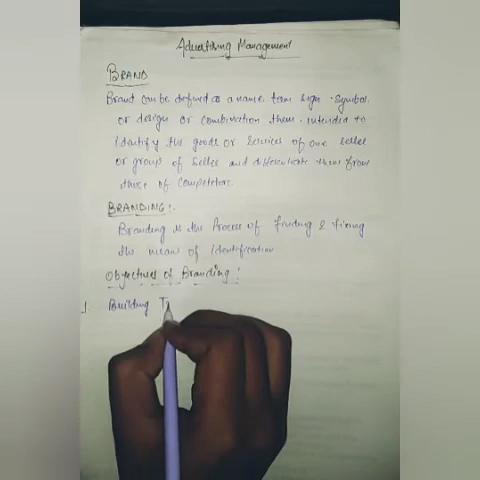 Advertising Management
BRAND
Brand can be defined as a name term sign . Symbol
or design or combination them . intended to
identify the goods or services of one seller
or group of seller and differentiate them from
those of competetors.
BRANDING:.
Branding is the Process of finding & fixing
the mean of identification
Objectives of Branding :
1. Building T